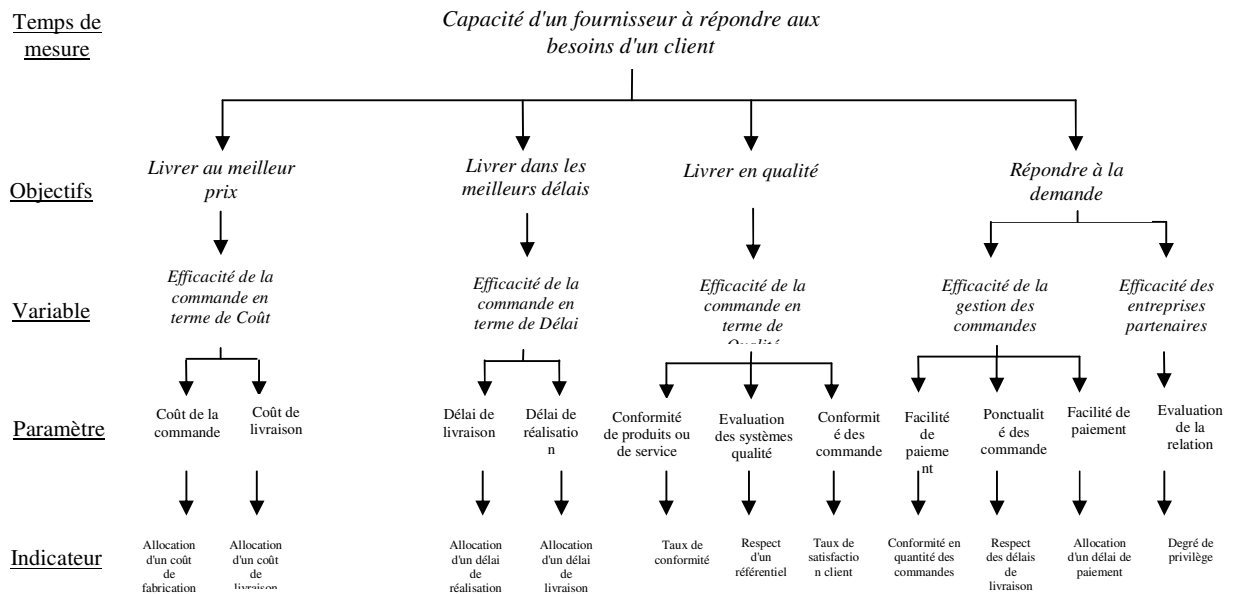 Temps de
mesure
Capacité d'un fournisseur à répondre aux
besoins d'un client
Objectifs
Livrer au meilleur
prix
Livrer dans les
meilleurs délais
Livrer en qualité
Répondre à la
demande
Variable
Efficacité de la
commande en
terme de Coût
Efficacité de la
commande en
terme de Délai
Efficacité de la
commande en
terme de
Qualité
Efficacité de la
gestion des
commandes
Efficacité des
entreprises
partenaires
Paramètre
Coût de la
commande
Coût de
livraison
Délai de
livraison
Délai de
réalisatio
n
Conformité
de produits ou
de service
Evaluation
des systèmes
qualité
Conformit
é des
commande
Facilité
de
paieme
nt
Ponctualit
é des
commande
Facilité de
paiement
Evaluation
de la
relation
Indicateur
Allocation
d'un coût
de
fabrication
Allocation
d'un coût
de
livraison
Allocation
d'un délai
de
réalisation
Allocation
d'un délai
de
livraison
Taux de
conformité
Respect
d'un
référentiel
Taux de
satisfactio
n client
Conformité en
quantité des
commandes
Respect
des délais
de
livraison
Allocation
d'un délai de
paiement
Degré de
privilège